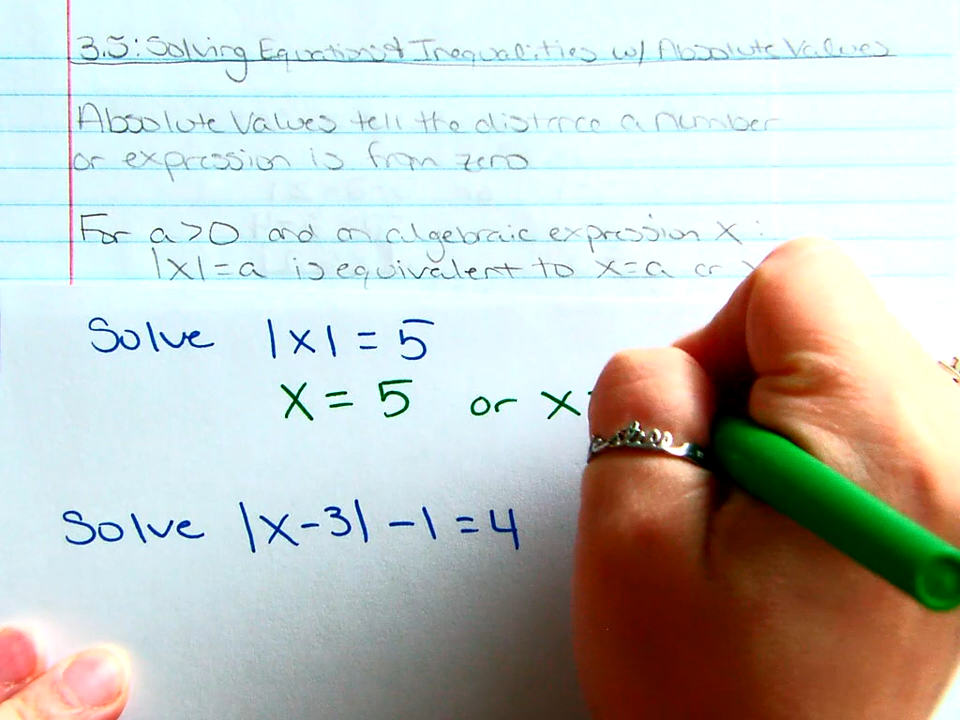 3.5: Solving Equations & Inequalities w/ Absolute Values
Absolute Values tell the distance a number
or expression is from zero
For a>0 and an algebraic expression X:
|X|=a is equivalent to X=a or
Solve |x|=5
X=5 or X=
Solve |X-3|-1=4